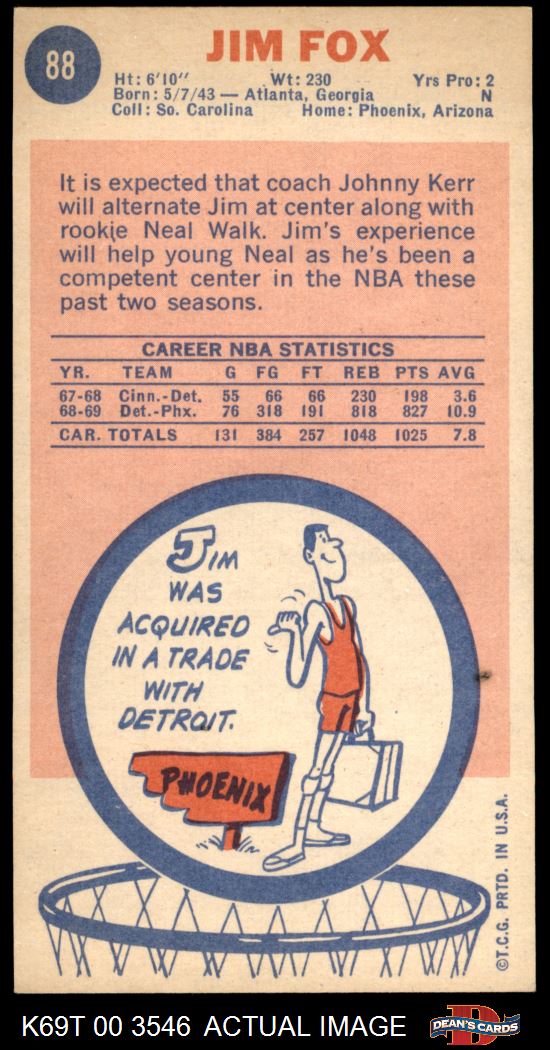 88
JIM FOX
Ht: 6'10" Wt: 230 Yrs Pro: 2
Born: 5/7/43 — Atlanta, Georgia N
Coll: So. Carolina Home: Phoenix, Arizona
It is expected that coach Johnny Kerr
will alternate Jim at center along with
rookie Neal Walk. Jim's experience
will help young Neal as he's been a
competent center in the NBA these
past two seasons.
CAREER NBA STATISTICS
YR. TEAM G FG FT REB PTS AVG
67-68 Cinn.-Det. 55 66 66 230 198 3.6
68-69 Det.-Phx. 76 318 191 818 827 10.9
CAR. TOTALS 131 384 257 1048 1025 7.8
JIM
WAS
ACQUIRED
IN A TRADE
WITH
DETROIT.
PHOENIX
©T.C.G. PRTD. IN U.S.A.
K69T 00 3546 ACTUAL IMAGE
D
DEAN'S CARDS